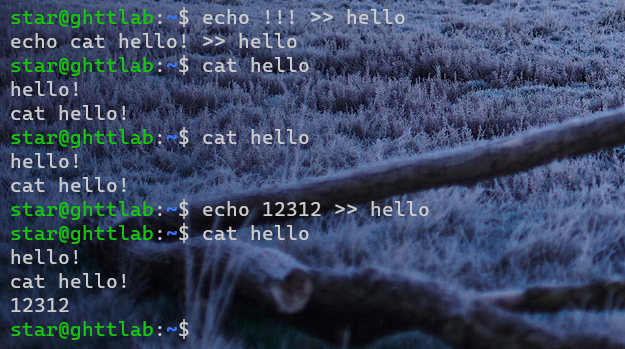 star@ghttlab:~$ echo !!! >> hello
echo cat hello! >> hello
star@ghttlab:~$ cat hello
hello!
cat hello!
star@ghttlab:~$ cat hello
hello!
cat hello!
star@ghttlab:~$ echo 12312 >> hello
star@ghttlab:~$ cat hello
hello!
cat hello!
12312
star@ghttlab:~$